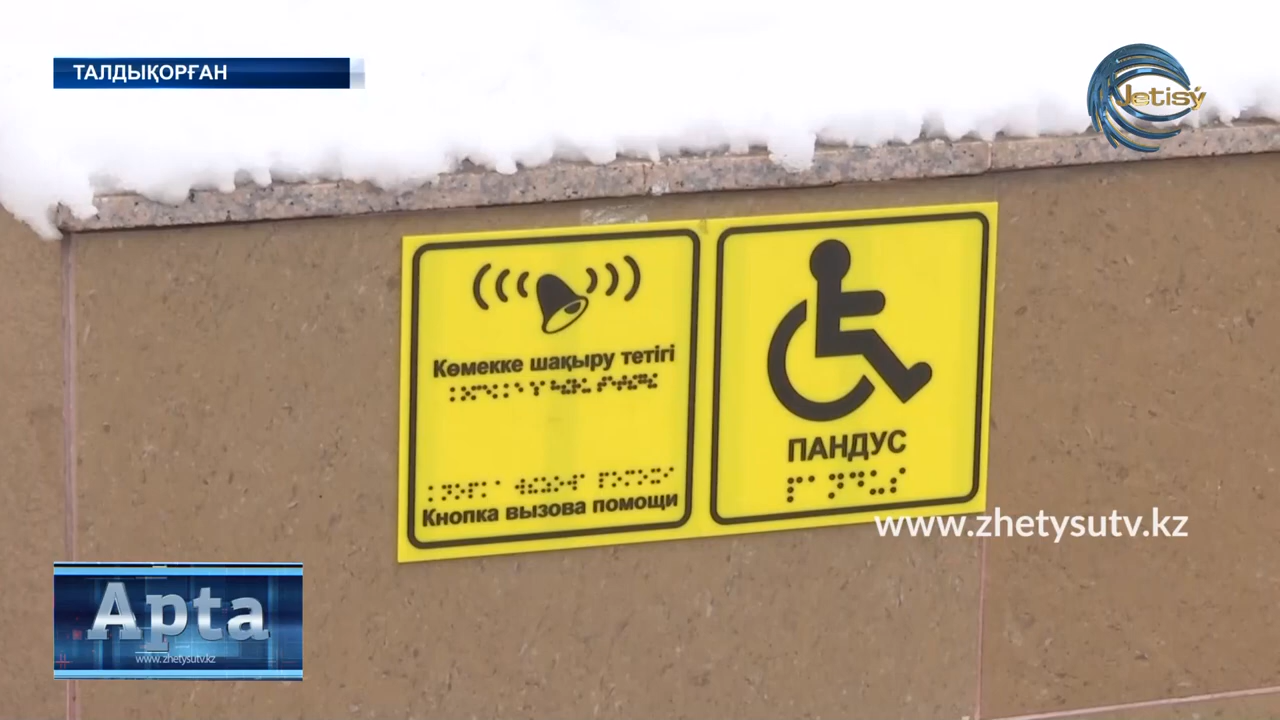 ТАЛДЫҚОРҒАН
Jetisý
Көмекке шақыру тетігі
Кнопка вызова помощи
ПАНДУС
www.zhetysutv.kz
Apta
www.zhetysutv.kz